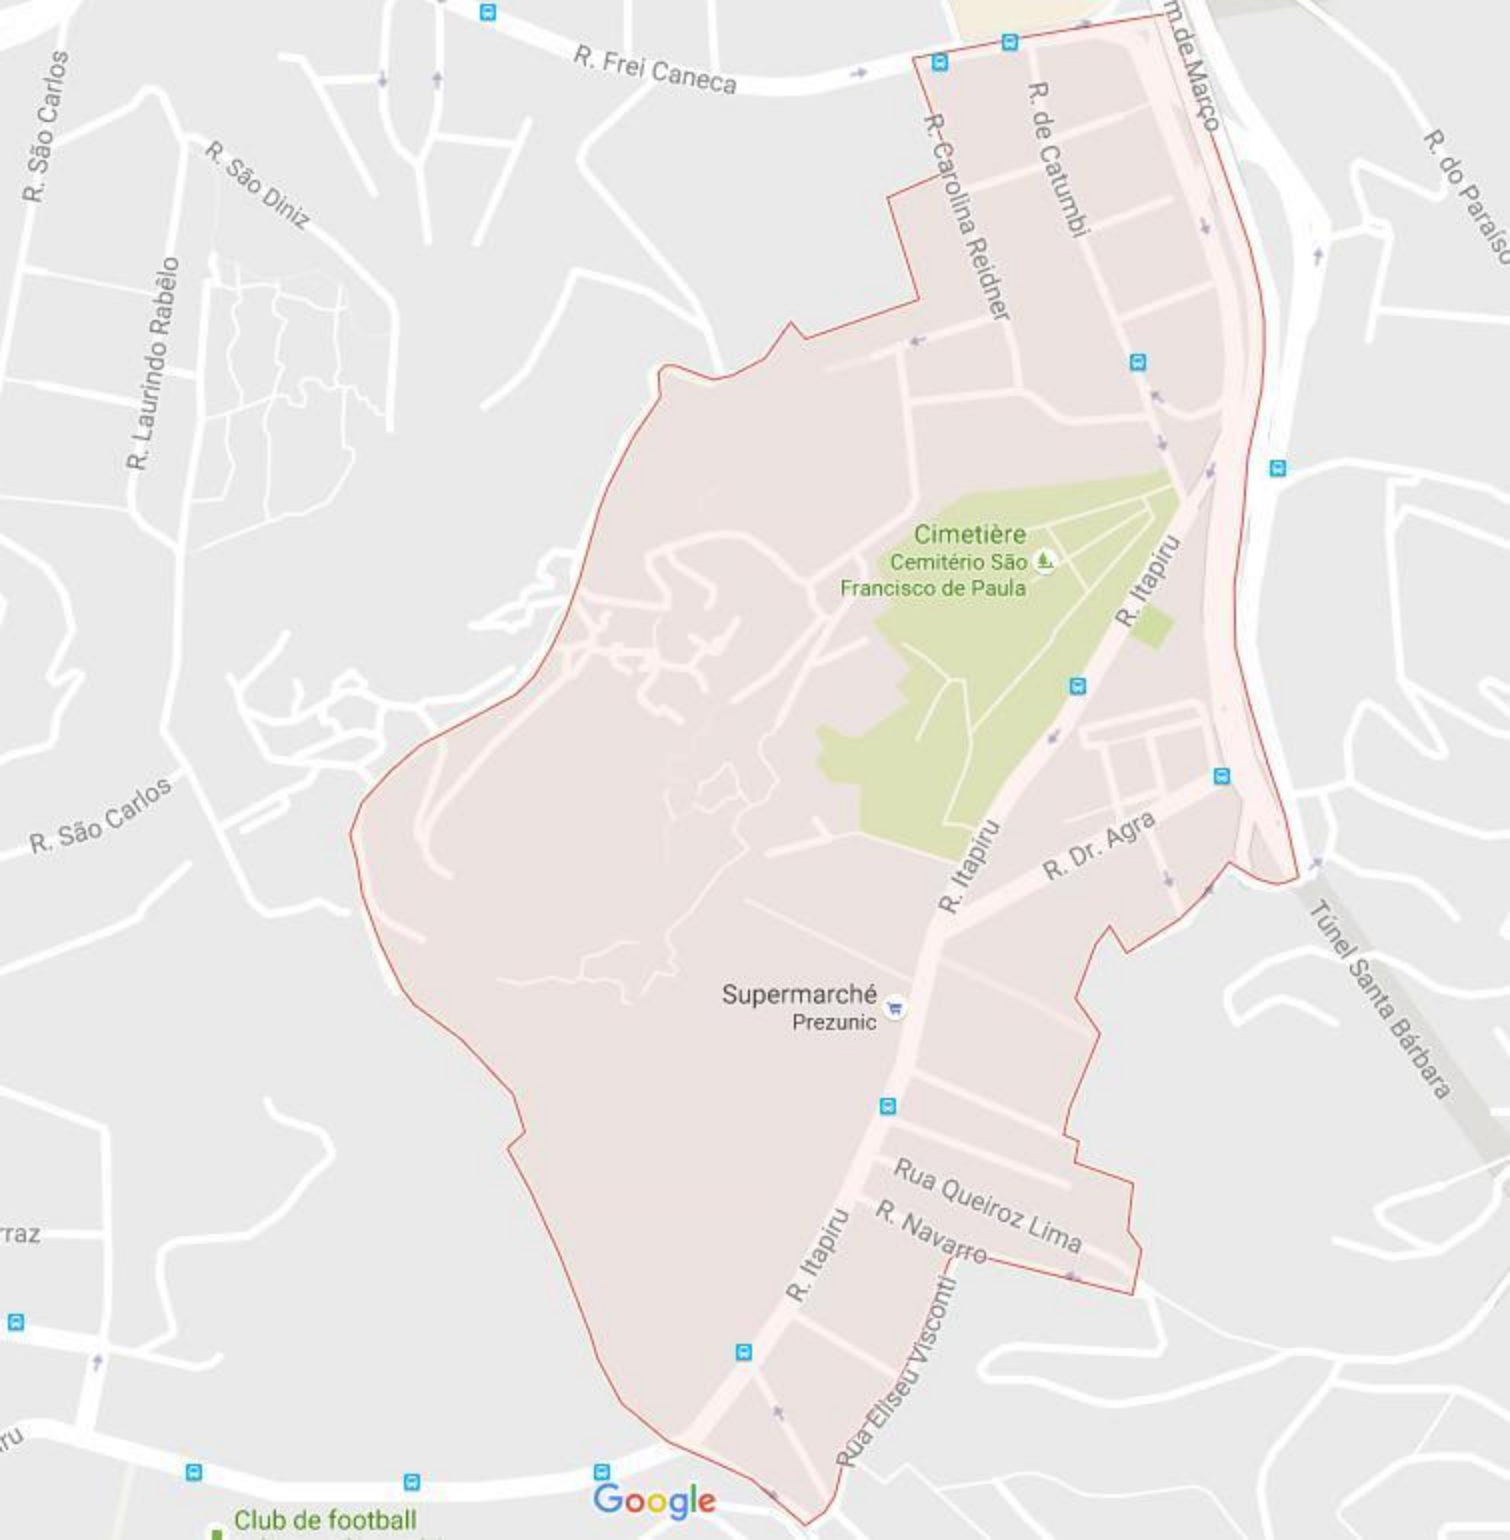 R. São Carlos
R. Frei Caneca
m.de Março
R. Carolina Reidner
R. de Catumbi
R. do Paraíso
R. São Diniz
R. Laurindo Rabêlo
Cimetière
Cemitério São
Francisco de Paula
R. Itapiru
R. São Carlos
R. Itapiru
R. Dr. Agra
Túnel Santa Bárbara
Supermarché
Prezunic
Rua Queiroz Lima
R. Navarro
R. Itapiru
rraz
Rua Eliseu Visconti
ru
Google
Club de football